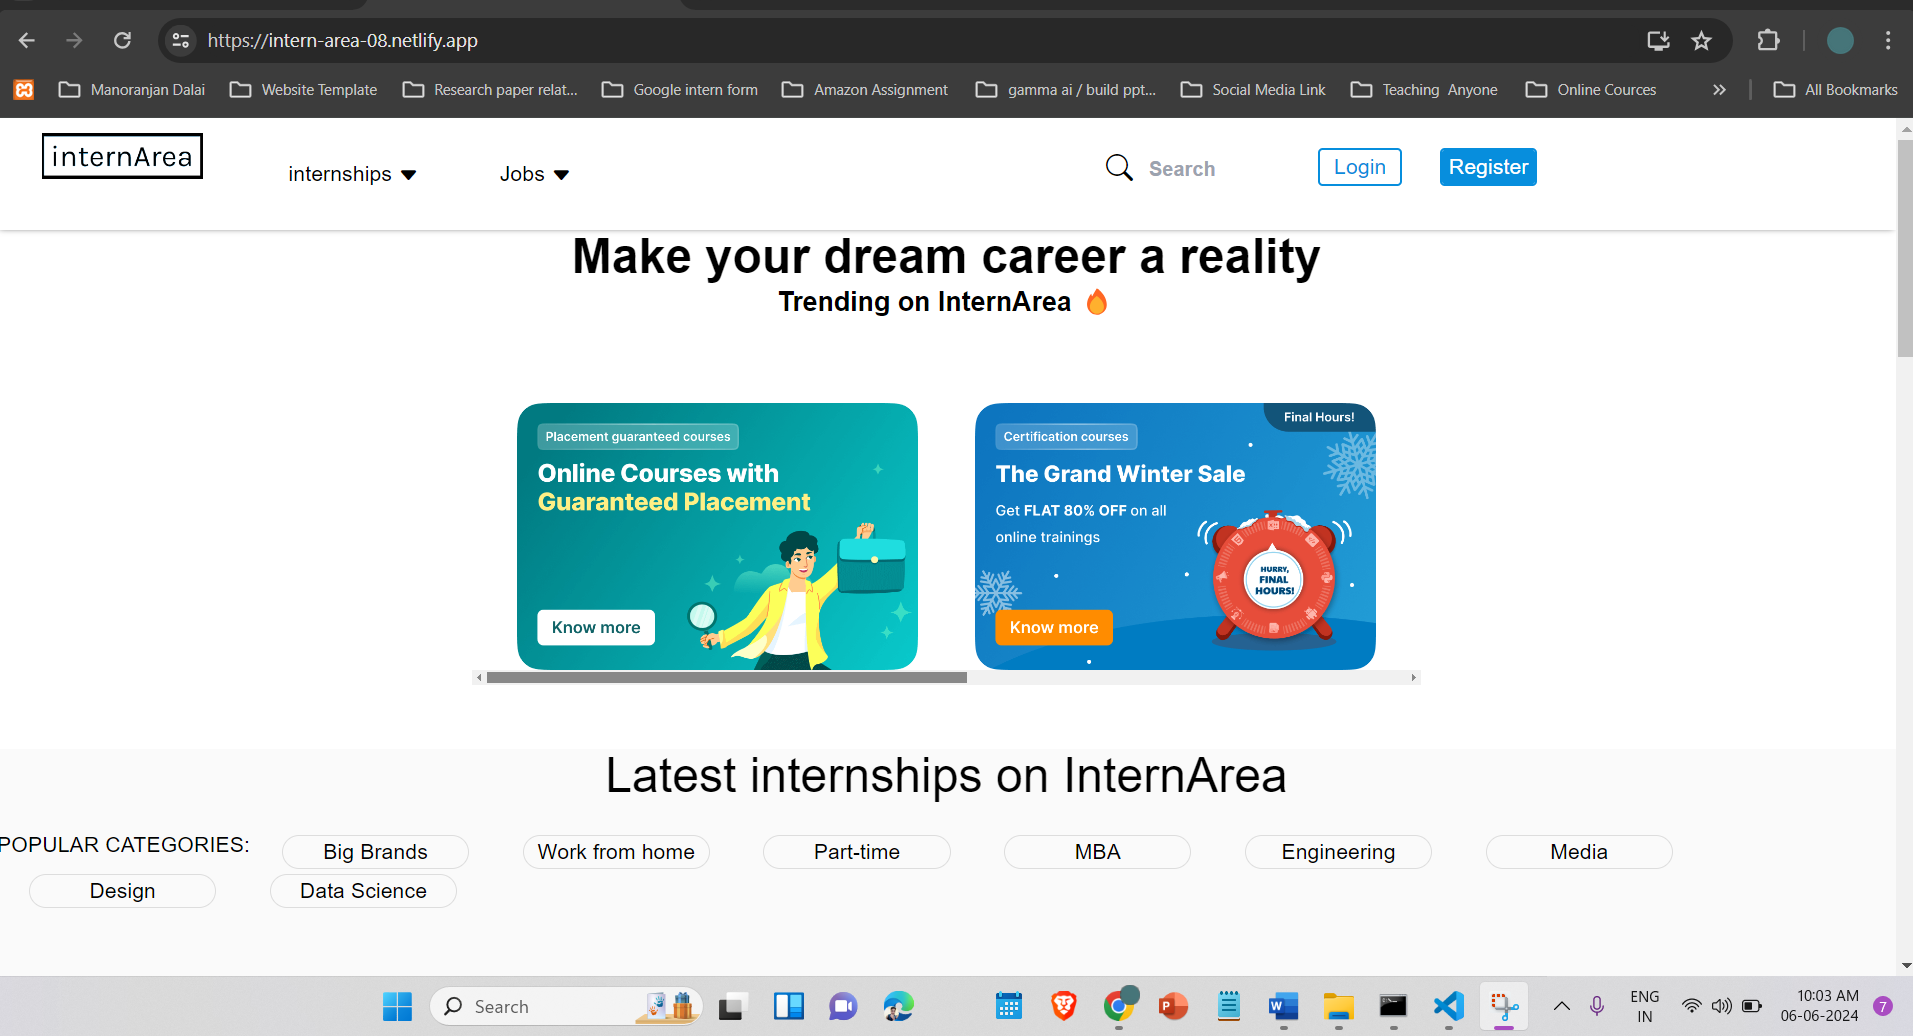 https://intern-area-08.netlify.app
Manoranjan Dalai
Website Template
Research paper relat...
Google intern form
Amazon Assignment
gamma ai / build ppt...
Social Media Link
Teaching Anyone
Online Cources
»
All Bookmarks
internArea
internships
Jobs
Search
Login
Register
Make your dream career a reality
Trending on InternArea 🔥
Placement guaranteed courses
Online Courses with
Guaranteed Placement
Know more
Final Hours!
Certification courses
The Grand Winter Sale
Get FLAT 80% OFF on all
online trainings
HURRY,
FINAL
HOURS!
Know more
Latest internships on InternArea
POPULAR CATEGORIES:
Big Brands
Work from home
Part-time
MBA
Engineering
Media
Design
Data Science
Search
ENG
IN
10:03 AM
06-06-2024
7